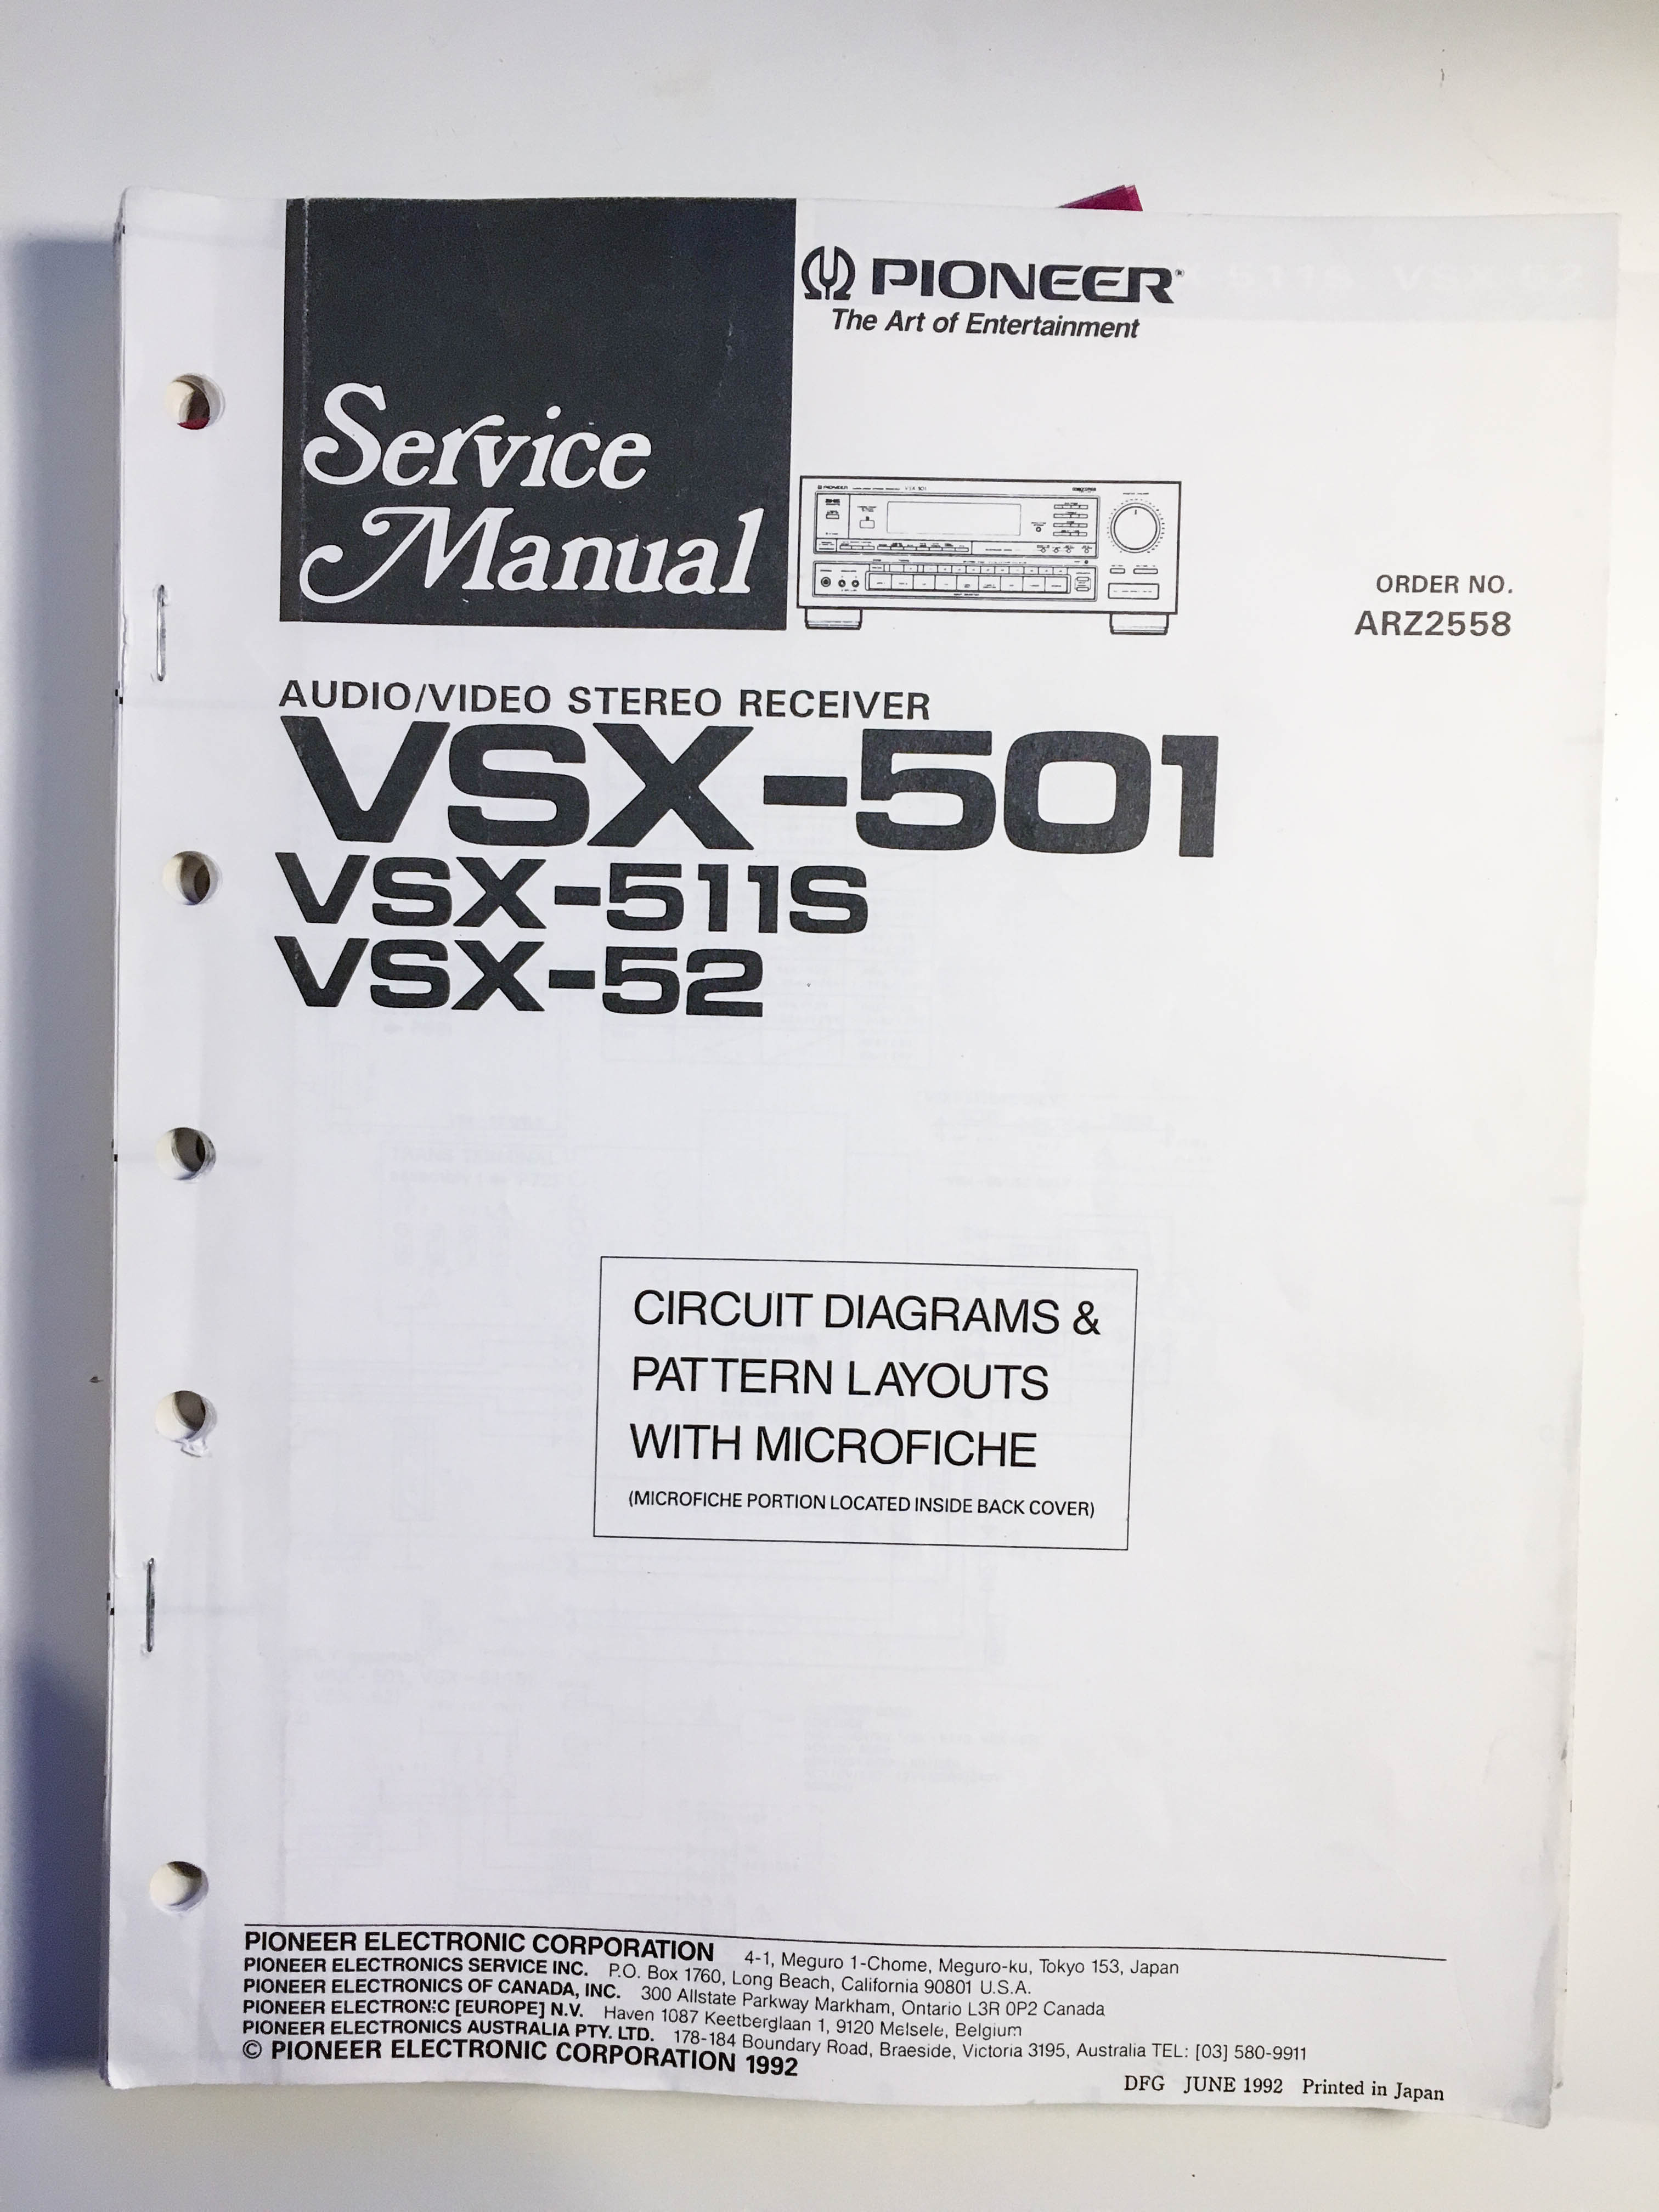 PIONEER®
The Art of Entertainment
Service
Manual
ORDER NO.
ARZ2558
AUDIO/VIDEO STEREO RECEIVER
VSX-501
VSX-511S
VSX-52
CIRCUIT DIAGRAMS &
PATTERN LAYOUTS
WITH MICROFICHE
(MICROFICHE PORTION LOCATED INSIDE BACK COVER)
PIONEER ELECTRONIC CORPORATION 4-1, Meguro 1-Chome, Meguro-ku, Tokyo 153, Japan
PIONEER ELECTRONICS SERVICE INC. P.O. Box 1760, Long Beach, California 90801 U.S.A.
PIONEER ELECTRONICS OF CANADA, INC. 300 Allstate Parkway Markham, Ontario L3R 0P2 Canada
PIONEER ELECTRONIC [EUROPE] N.V. Haven 1087 Keetberglaan 1, 9120 Melsele, Belgium
PIONEER ELECTRONICS AUSTRALIA PTY. LTD. 178-184 Boundary Road, Braeside, Victoria 3195, Australia TEL: [03] 580-9911
© PIONEER ELECTRONIC CORPORATION 1992
DFG JUNE 1992 Printed in Japan